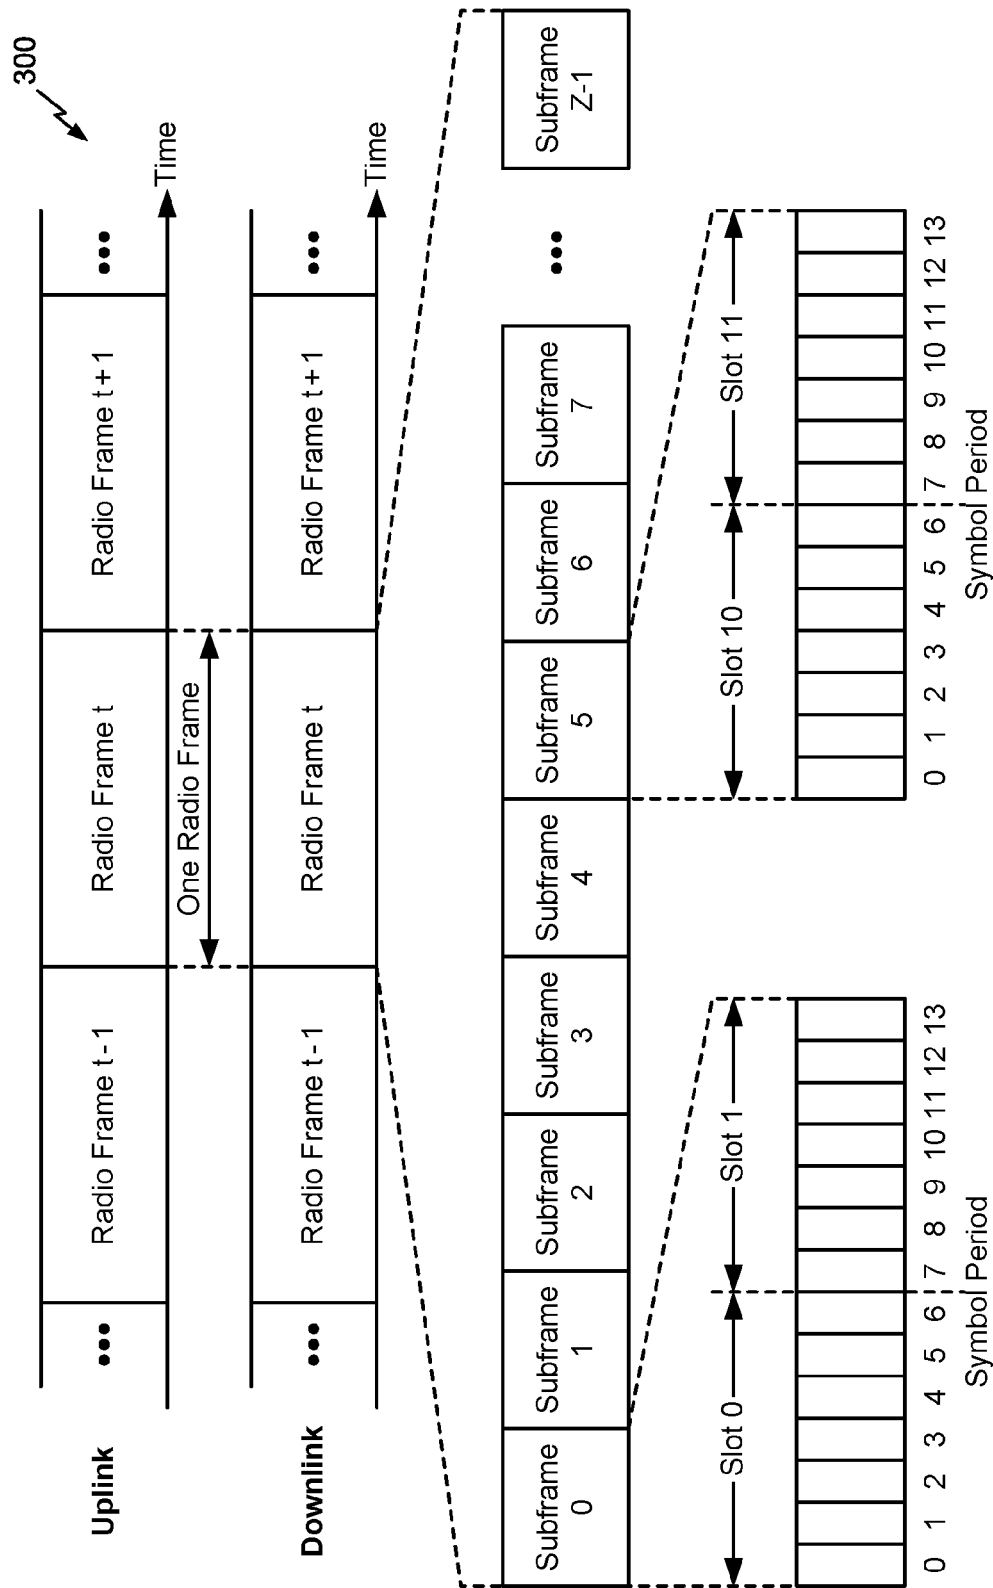 300
Uplink
•••
Radio Frame t - 1
Radio Frame t
Radio Frame t + 1
•••
Time
One Radio Frame
Downlink
•••
Radio Frame t - 1
Radio Frame t
Radio Frame t + 1
•••
Time
Subframe
0
Subframe
1
Subframe
2
Subframe
3
Subframe
4
Subframe
5
Subframe
6
Subframe
7
•••
Subframe
Z-1
Slot 0
Slot 1
0 1 2 3 4 5 6 7 8 9 10 11 12 13
Symbol Period
Slot 10
Slot 11
0 1 2 3 4 5 6 7 8 9 10 11 12 13
Symbol Period